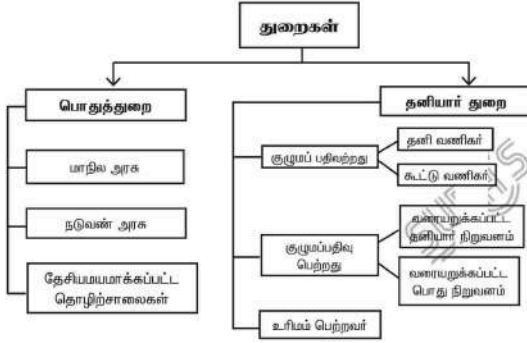 துறைகள்
பொதுத்துறை
மாநில அரசு
நடுவண் அரசு
தேசியமயமாக்கப்பட்ட
தொழிற்சாலைகள்
தனியார் துறை
குழுமப் பதிவற்றது
தனி வணிகர்
கூட்டு வணிகர்
குழுமப்பதிவு
பெற்றது
வரையறுக்கப்பட்ட
தனியார் நிறுவனம்
வரையறுக்கப்பட்ட
பொது நிறுவனம்
உரிமம் பெற்றவர்